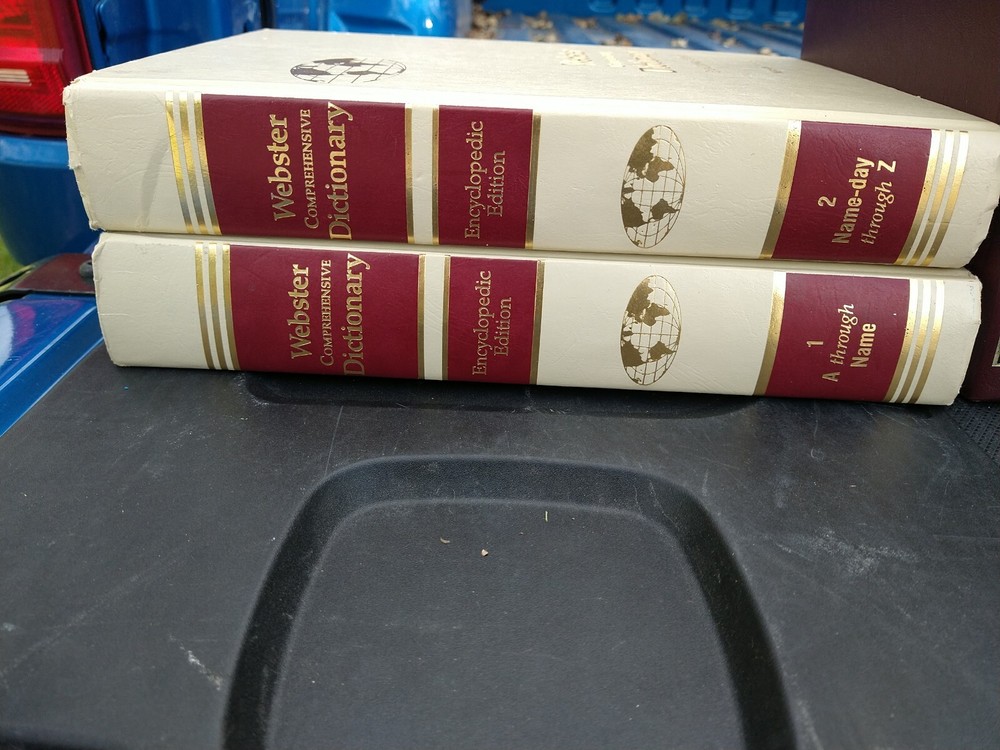 Webster
COMPREHENSIVE
Dictionary
Encyclopedic
Edition
2
Name-day
through Z
Webster
COMPREHENSIVE
Dictionary
Encyclopedic
Edition
1
A through
Name